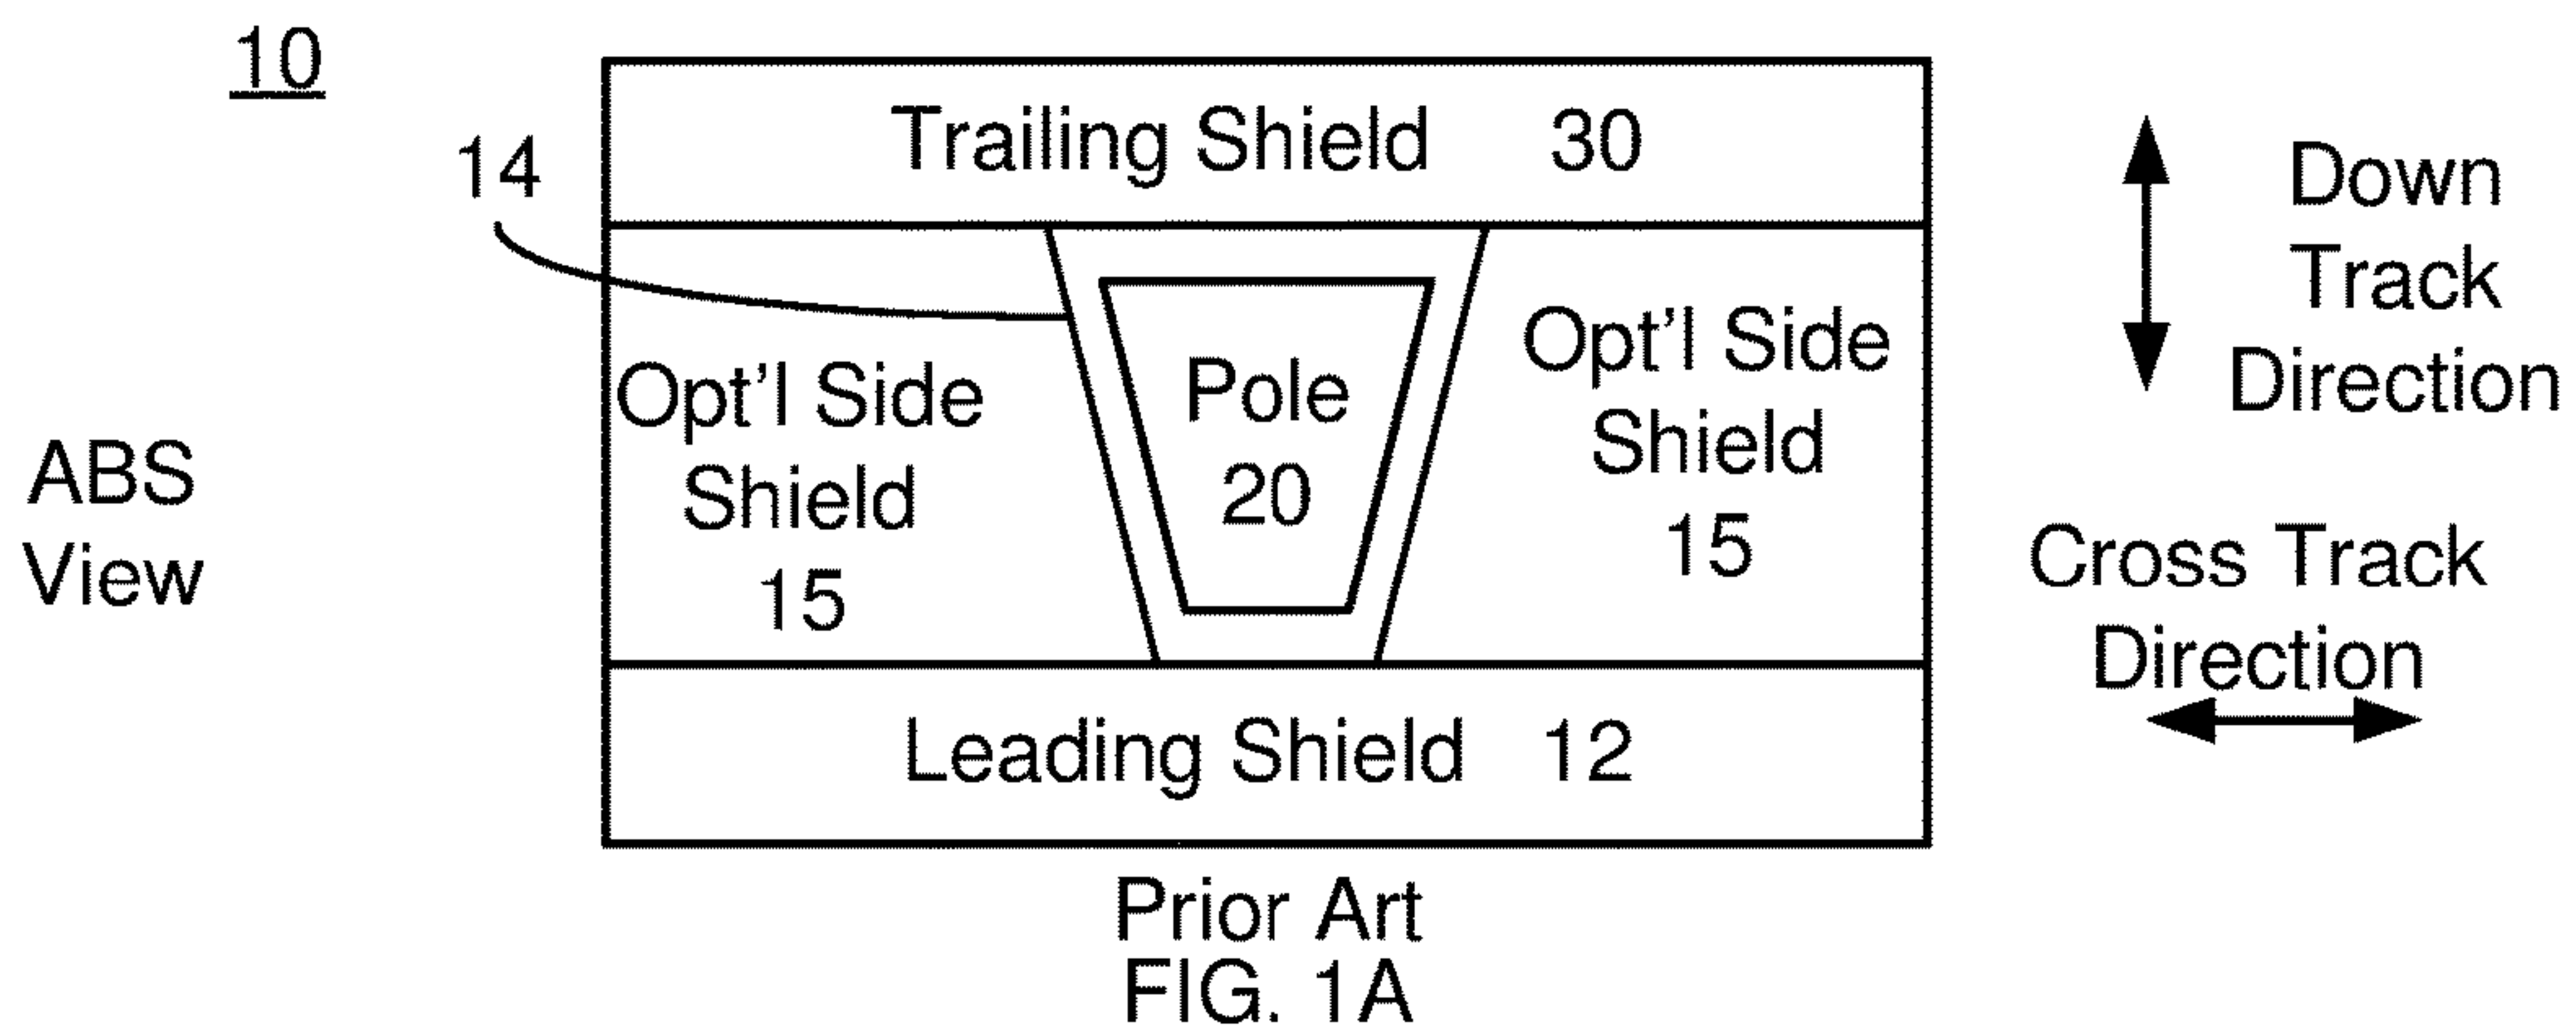 10
Trailing Shield 30
14
Down
Track
Direction
Opt'l Side
Shield
15
Pole
20
Opt'l Side
Shield
15
ABS
View
Cross Track
Direction
Leading Shield 12
Prior Art
FIG. 1A